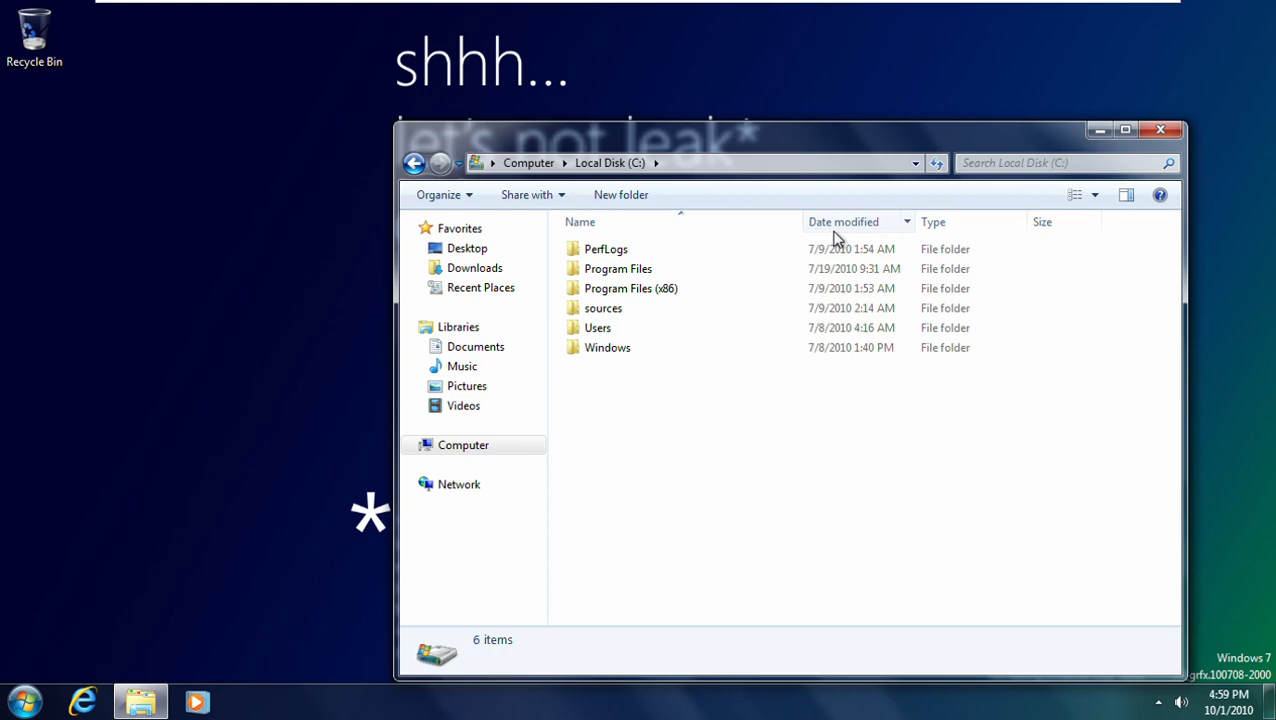 Recycle Bin
shhh...
let's not leak*
Computer
Local Disk (C:)
Search Local Disk (C:)
Organize
Share with
New folder
Name
Date modified
Type
Size
Favorites
Desktop
Downloads
Recent Places
Libraries
Documents
Music
Pictures
Videos
Computer
Network
PerfLogs 7/9/2010 1:54 AM File folder
Program Files 7/19/2010 9:31 AM File folder
Program Files (x86) 7/9/2010 1:53 AM File folder
sources 7/9/2010 2:14 AM File folder
Users 7/8/2010 4:16 AM File folder
Windows 7/8/2010 1:40 PM File folder
*
6 items
Windows 7
grfx.100708-2000
4:59 PM
10/1/2010